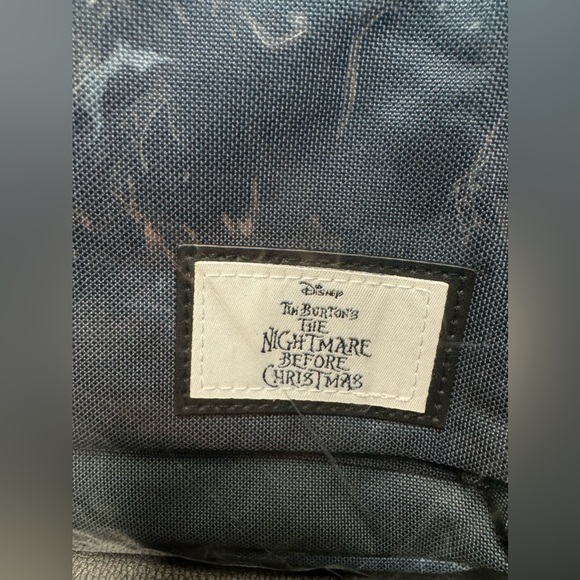 Disney
Tim Burton's
The
Nightmare
Before
Christmas